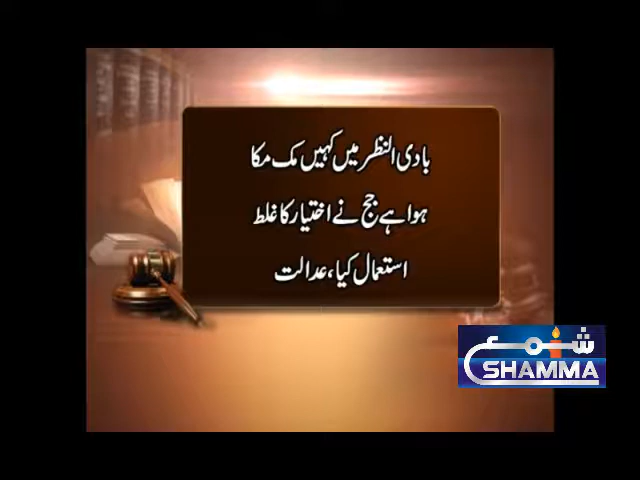 بادی النظر میں کہیں مک مکا
ہوا ہے جج نے اختیار کا غلط
استعمال کیا، عدالت
شمع
SHAMMA